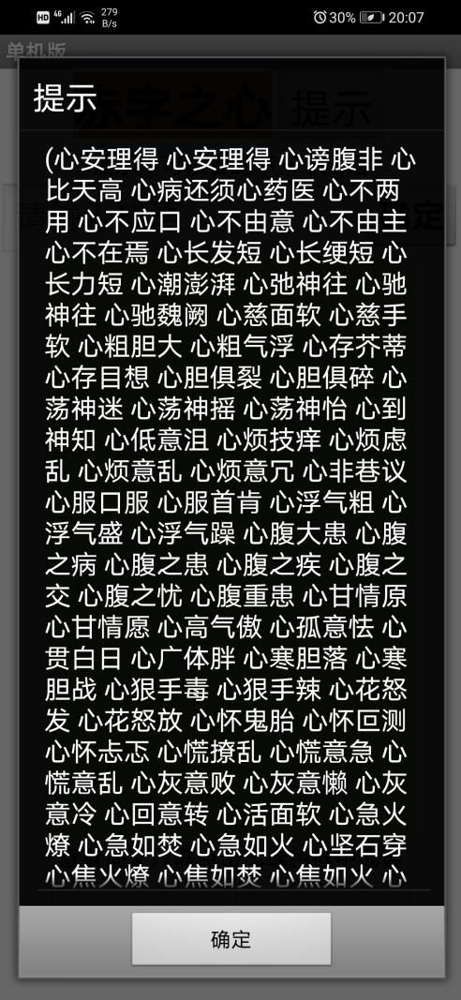 HD 4G 279 B/s 30% 20:07
单机版
赤字之心 提示
提示
(心安理得 心安理得 心谤腹非 心
比天高 心病还须心药医 心不两
用 心不应口 心不由意 心不由主
心不在焉 心长发短 心长绠短 心
长力短 心潮澎湃 心弛神往 心驰
神往 心驰魏阙 心慈面软 心慈手
软 心粗胆大 心粗气浮 心存芥蒂
心存目想 心胆俱裂 心胆俱碎 心
荡神迷 心荡神摇 心荡神怡 心到
神知 心低意沮 心烦技痒 心烦虑
乱 心烦意乱 心烦意冗 心非巷议
心服口服 心服首肯 心浮气粗 心
浮气盛 心浮气躁 心腹大患 心腹
之病 心腹之患 心腹之疾 心腹之
交 心腹之忧 心腹重患 心甘情原
心甘情愿 心高气傲 心孤意怯 心
贯白日 心广体胖 心寒胆落 心寒
胆战 心狠手毒 心狠手辣 心花怒
发 心花怒放 心怀鬼胎 心怀叵测
心怀忐忑 心慌撩乱 心慌意急 心
慌意乱 心灰意败 心灰意懒 心灰
意冷 心回意转 心活面软 心急火
燎 心急如焚 心急如火 心坚石穿
心焦火燎 心焦如焚 心焦如火 心
确定